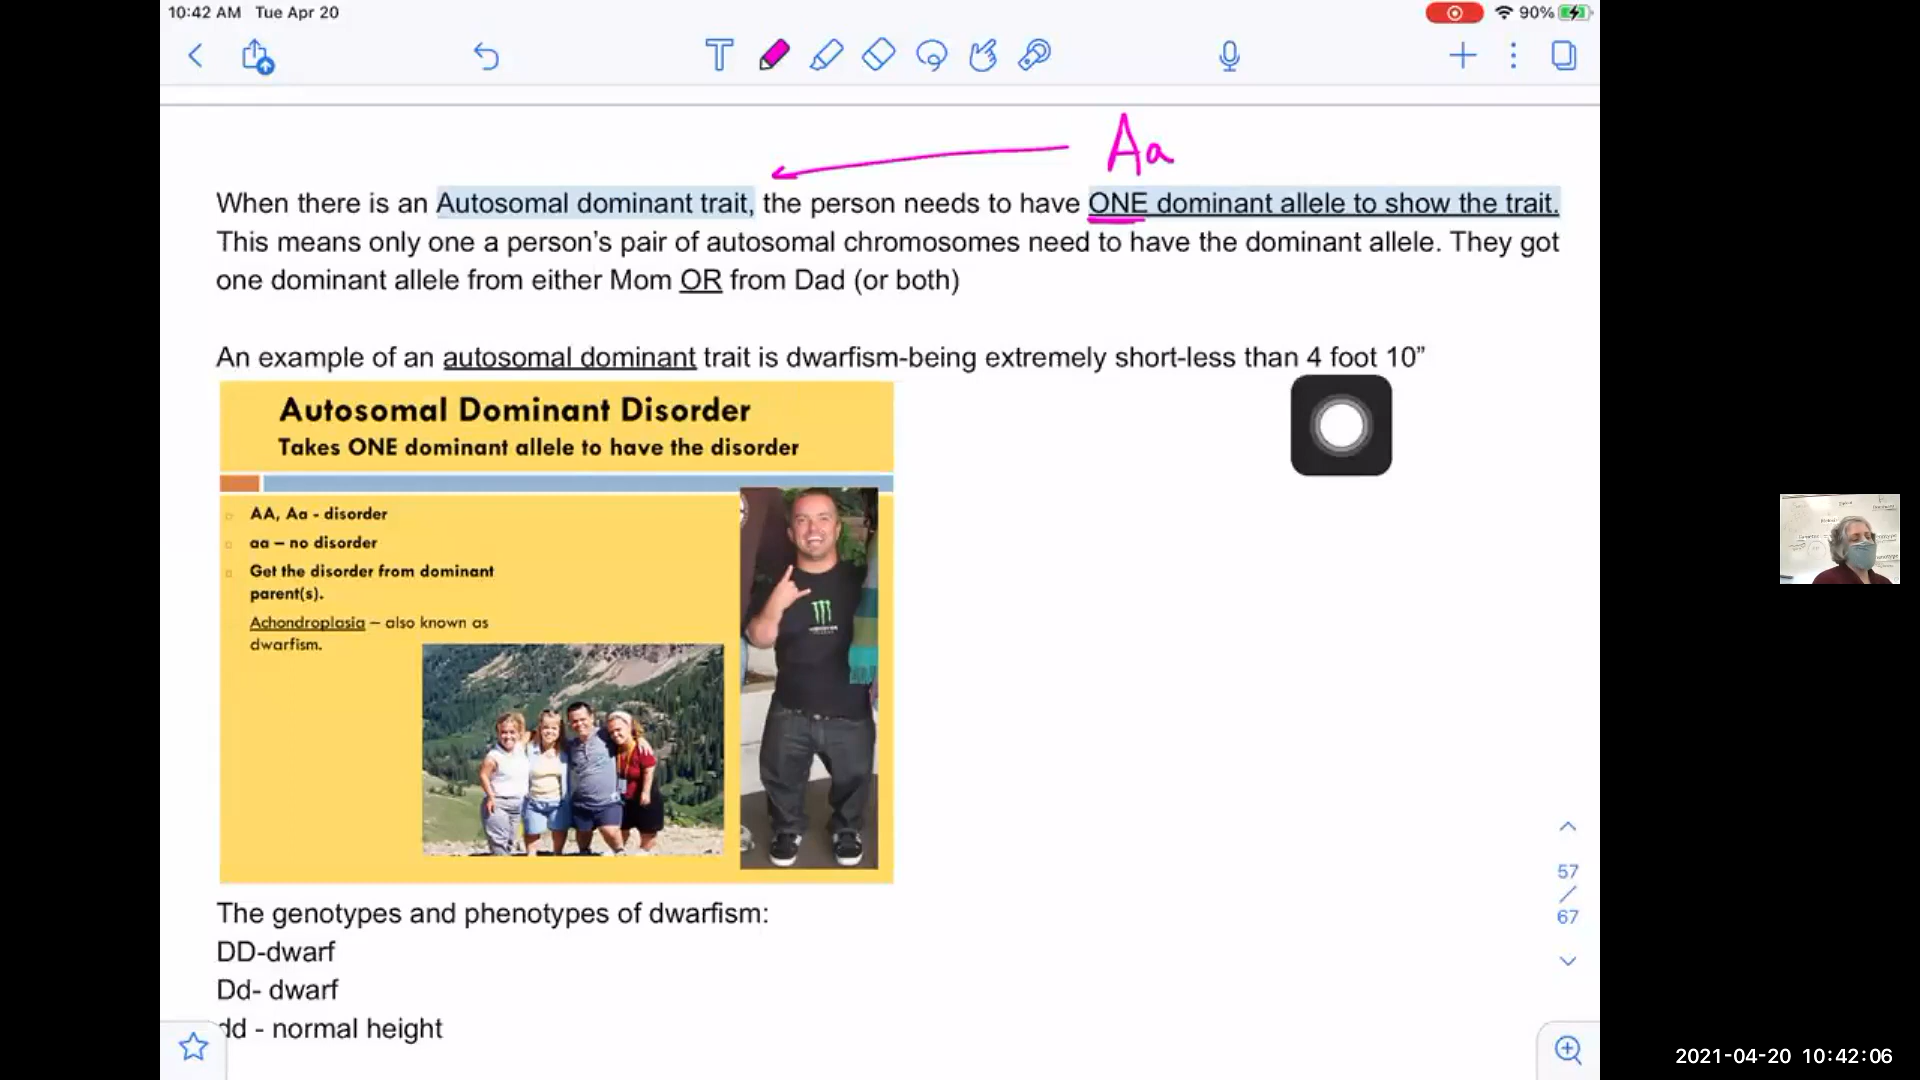 10:42 AM Tue Apr 20
90%
Aa
When there is an Autosomal dominant trait, the person needs to have ONE dominant allele to show the trait.
This means only one a person’s pair of autosomal chromosomes need to have the dominant allele. They got
one dominant allele from either Mom OR from Dad (or both)
An example of an autosomal dominant trait is dwarfism-being extremely short-less than 4 foot 10”
Autosomal Dominant Disorder
Takes ONE dominant allele to have the disorder
AA, Aa - disorder
aa – no disorder
Get the disorder from dominant
parent(s).
Achondroplasia – also known as
dwarfism.
The genotypes and phenotypes of dwarfism:
DD-dwarf
Dd- dwarf
dd - normal height
57
/
67
2021-04-20 10:42:06